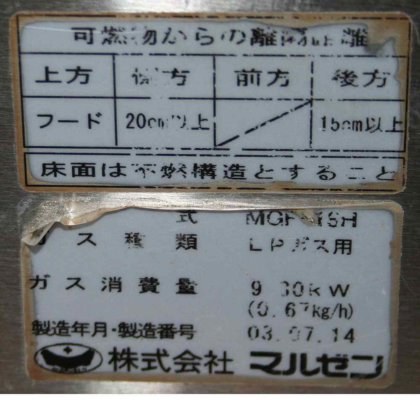 可燃物からの離隔距離
上方 側方 前方 後方
フード 20cm以上 15cm以上
床面は不燃構造とすること
式
ガス種類 LPガス用
ガス消費量 9.30kW
(0.67kg/h)
製造年月・製造番号 03.07.14
株式会社 マルゼン